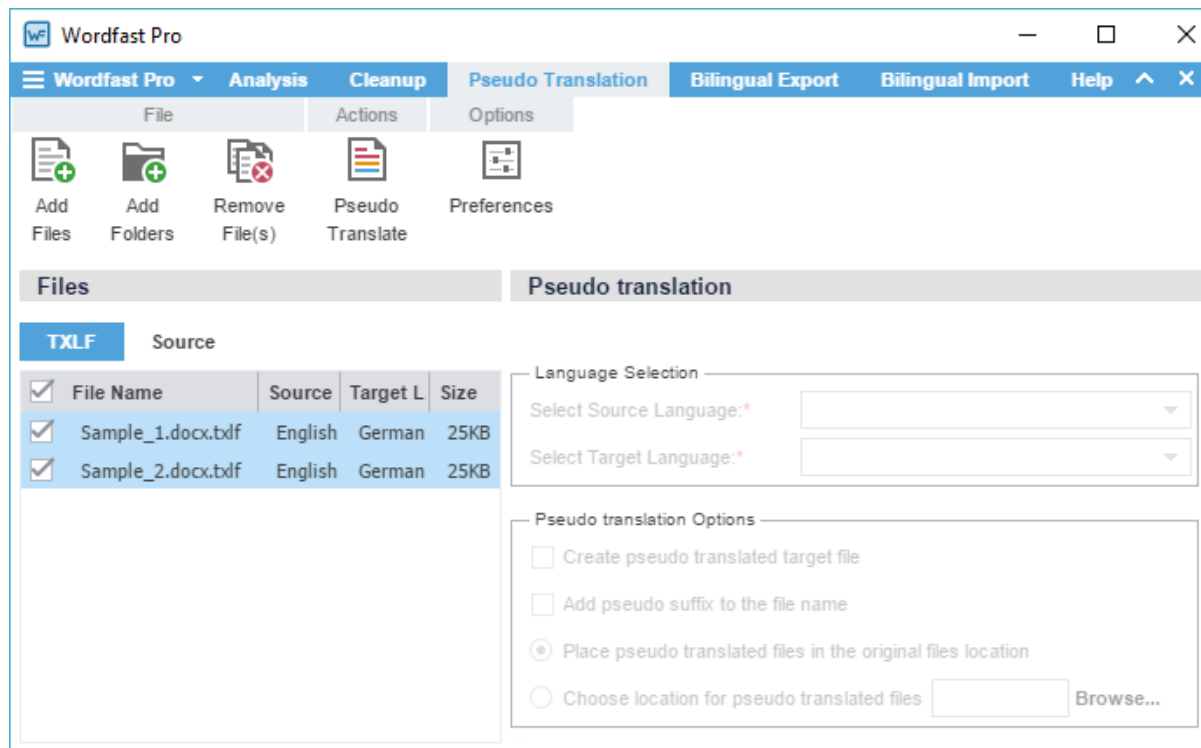 WF Wordfast Pro
Wordfast Pro Analysis Cleanup Pseudo Translation Bilingual Export Bilingual Import Help
File Actions Options
Add Files
Add Folders
Remove File(s)
Pseudo Translate
Preferences
Files
TXLF Source
File Name Source Target L Size
Sample_1.docx.txlf English German 25KB
Sample_2.docx.txlf English German 25KB
Pseudo translation
Language Selection
Select Source Language:*
Select Target Language:*
Pseudo translation Options
Create pseudo translated target file
Add pseudo suffix to the file name
Place pseudo translated files in the original files location
Choose location for pseudo translated files Browse...